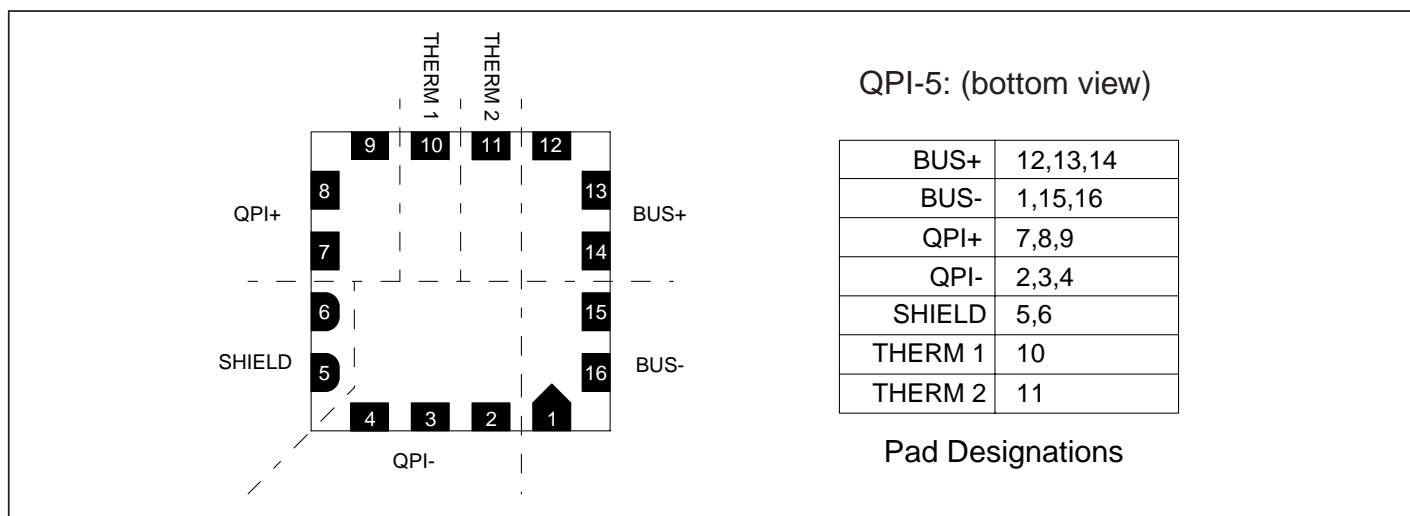 THERM 1
THERM 2
9 10 11 12
8
13
QPI+
BUS+
7
14
6
15
SHIELD
5
16
BUS-
4 3 2 1
QPI-
QPI-5: (bottom view)
BUS+ 12,13,14
BUS- 1,15,16
QPI+ 7,8,9
QPI- 2,3,4
SHIELD 5,6
THERM 1 10
THERM 2 11
Pad Designations